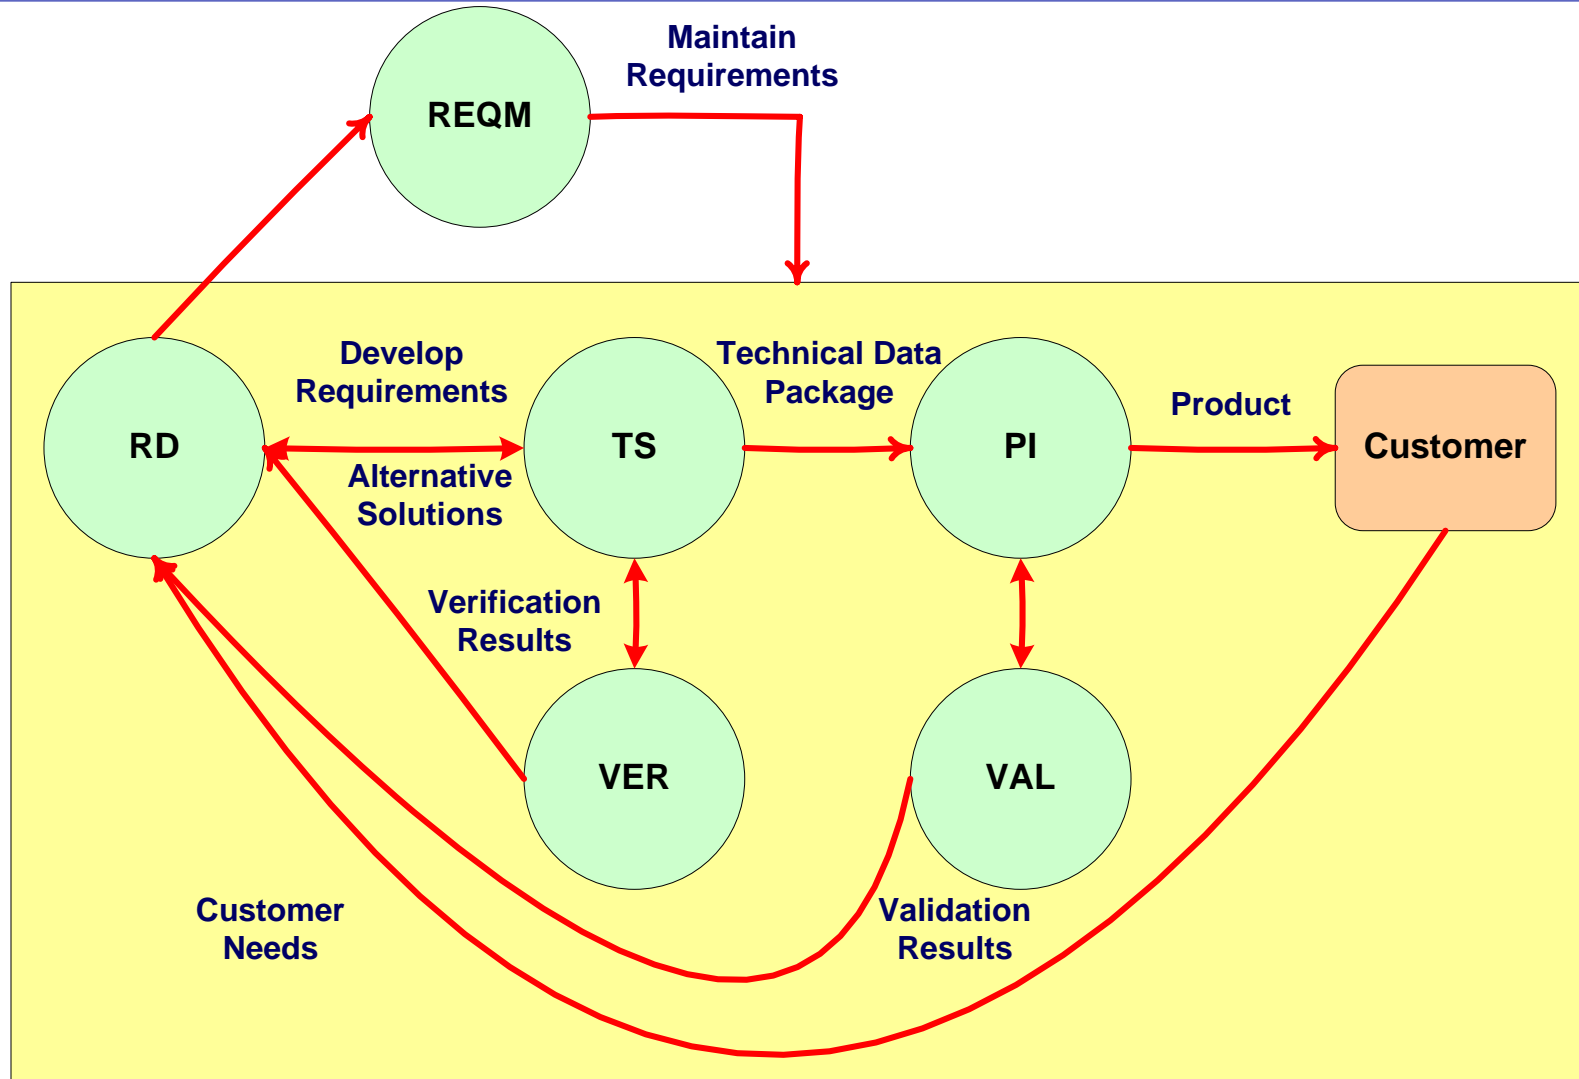 Maintain
Requirements
REQM
Develop
Requirements
Technical Data
Package
Product
RD
TS
PI
Customer
Alternative
Solutions
Verification
Results
VER
VAL
Customer
Needs
Validation
Results